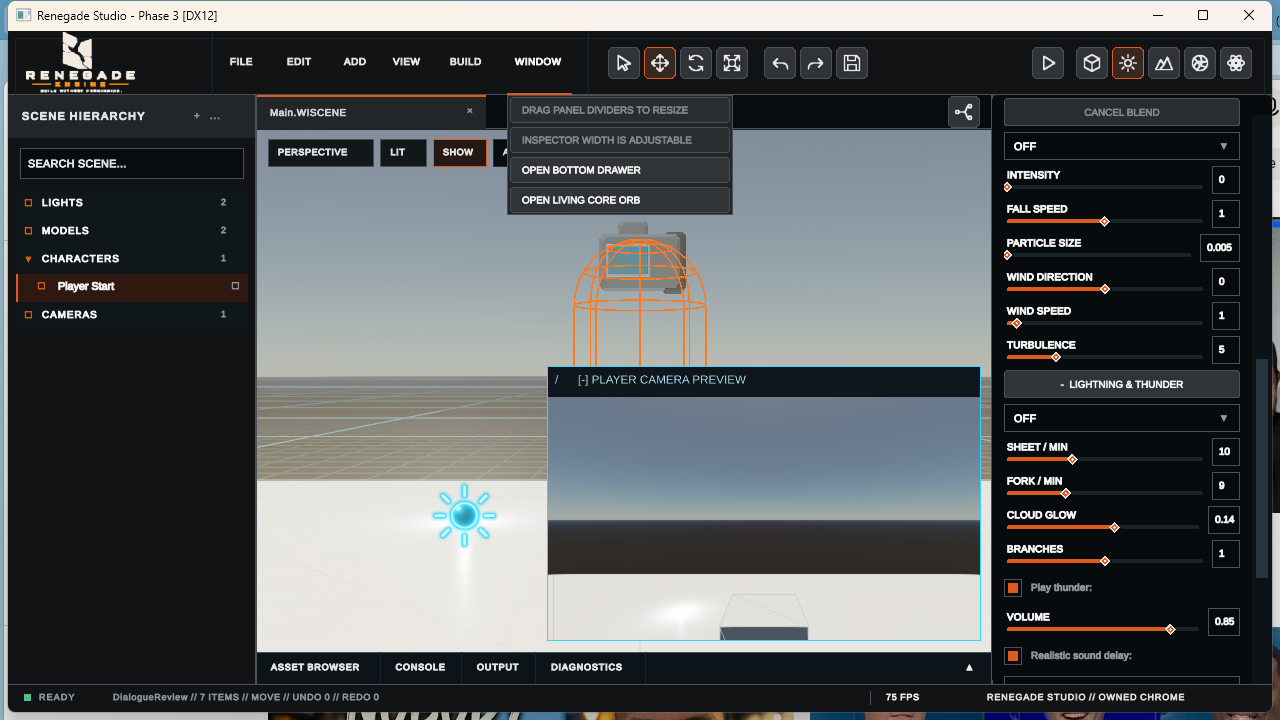 Renegade Studio - Phase 3 [DX12]
RENEGADE
ENGINE
BUILD WITHOUT PERMISSION.
FILE
EDIT
ADD
VIEW
BUILD
WINDOW
SCENE HIERARCHY
+ ...
SEARCH SCENE...
LIGHTS 2
MODELS 2
CHARACTERS 1
Player Start
CAMERAS 1
Main.WISCENE ×
PERSPECTIVE
LIT
SHOW
DRAG PANEL DIVIDERS TO RESIZE
INSPECTOR WIDTH IS ADJUSTABLE
OPEN BOTTOM DRAWER
OPEN LIVING CORE ORB
/ [-] PLAYER CAMERA PREVIEW
CANCEL BLEND
OFF
INTENSITY 0
FALL SPEED 1
PARTICLE SIZE 0.005
WIND DIRECTION 0
WIND SPEED 1
TURBULENCE 5
- LIGHTNING & THUNDER
OFF
SHEET / MIN 10
FORK / MIN 9
CLOUD GLOW 0.14
BRANCHES 1
Play thunder:
VOLUME 0.85
Realistic sound delay:
ASSET BROWSER
CONSOLE
OUTPUT
DIAGNOSTICS
READY
DialogueReview // 7 ITEMS // MOVE // UNDO 0 // REDO 0
75 FPS
RENEGADE STUDIO // OWNED CHROME